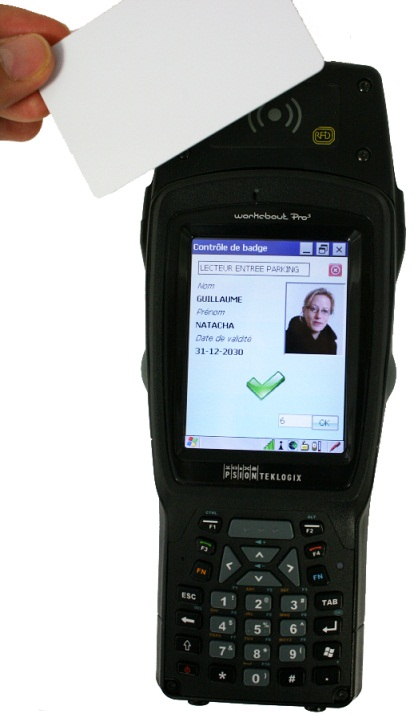 RFID
workabout Pro³
Contrôle de badge
LECTEUR ENTREE PARKING
Nom
GUILLAUME
Prénom
NATACHA
Date de validité
31-12-2030
6 OK
PSION TEKLOGIX
CTRL ALT
F1 F2
F3 F4
FN FN
ESC 1 2 3 TAB
4 5 6
7 8 9
* 0 # .